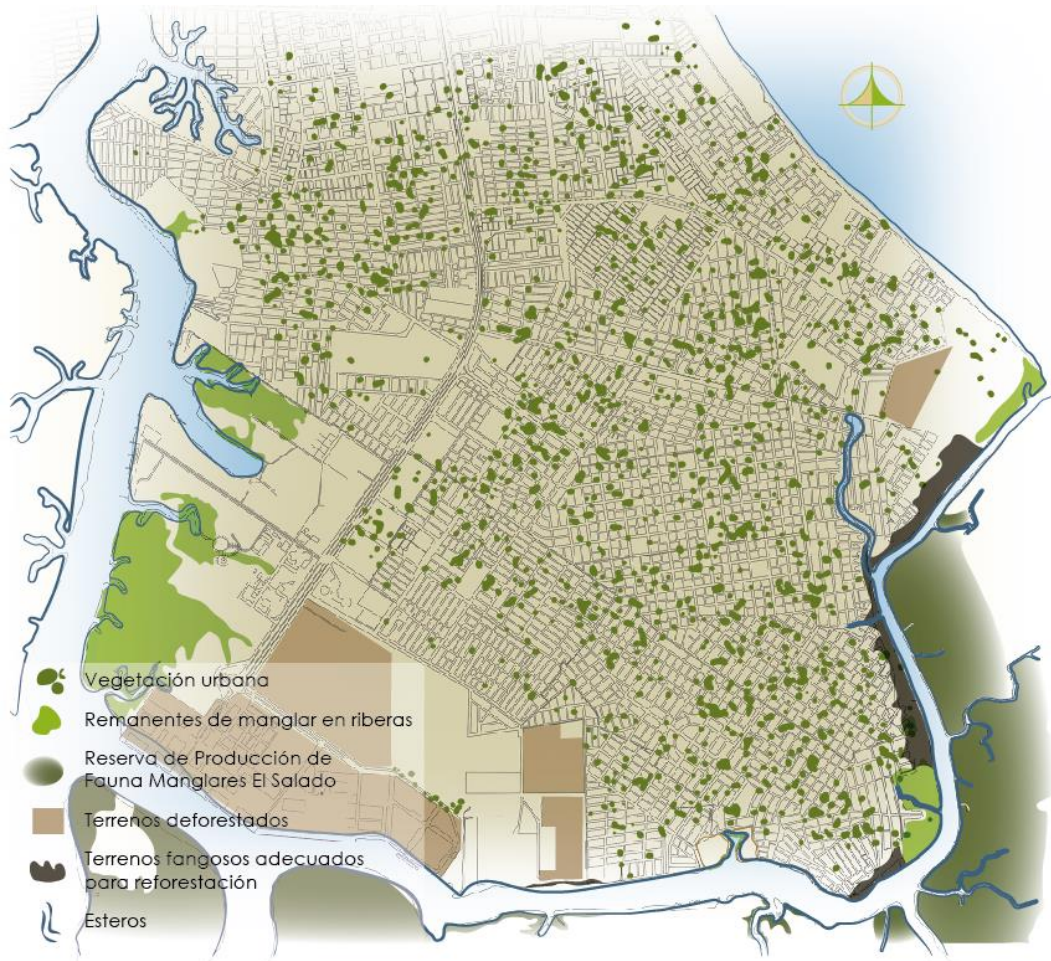 Vegetación urbana
Remanentes de manglar en riberas
Reserva de Producción de
Fauna Manglares El Salado
Terrenos deforestados
Terrenos fangosos adecuados
para reforestación
Esteros